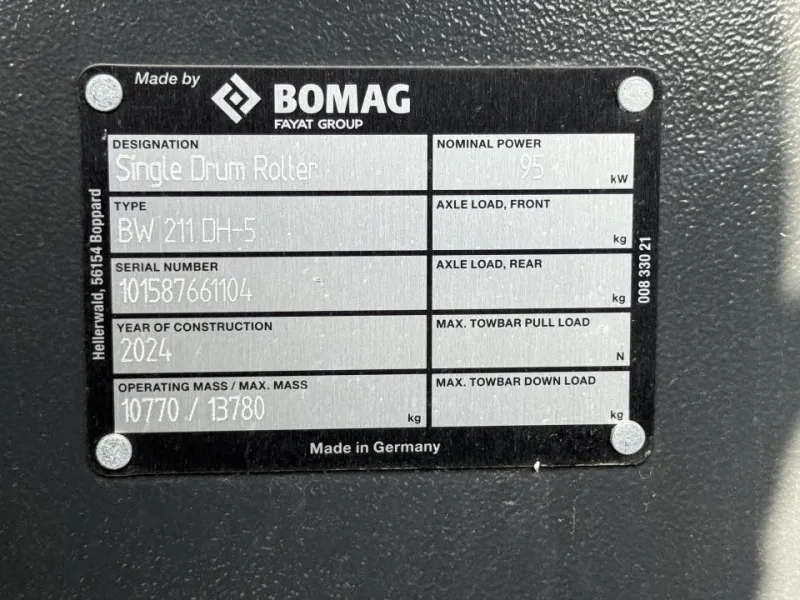 Made by BOMAG
FAYAT GROUP
DESIGNATION
Single Drum Roller
NOMINAL POWER
95 kW
TYPE
BW 211 DH-5
AXLE LOAD, FRONT
kg
SERIAL NUMBER
101587661104
AXLE LOAD, REAR
kg
YEAR OF CONSTRUCTION
2024
MAX. TOWBAR PULL LOAD
N
OPERATING MASS / MAX. MASS
10770 / 13780 kg
MAX. TOWBAR DOWN LOAD
kg
Made in Germany
Hellerwald, 56154 Boppard
008 330 21